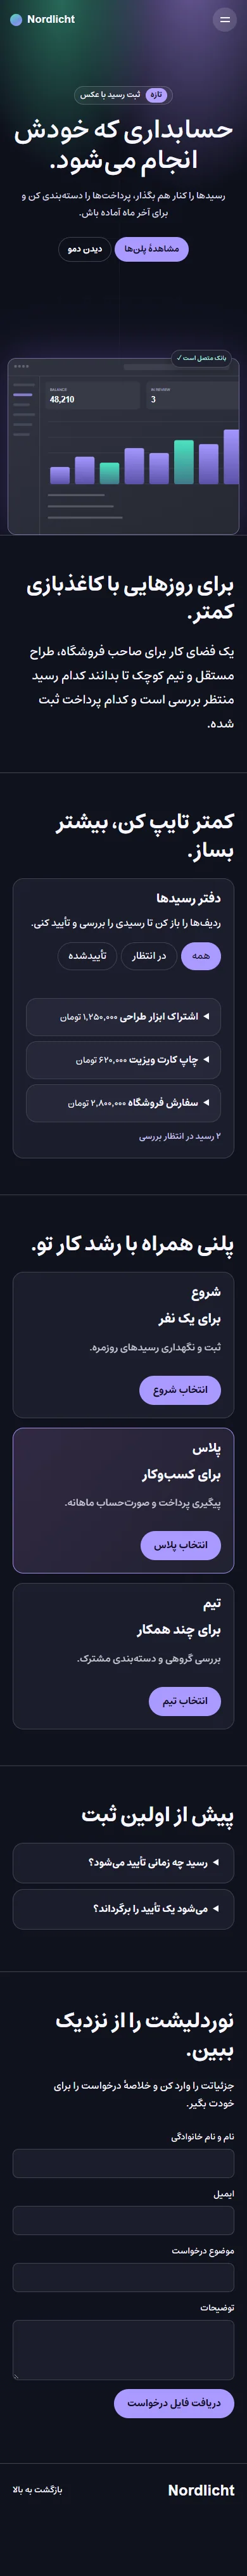 Nordlicht
تازه ثبت رسید با عکس
حسابداری که خودش
انجام می‌شود.
رسیدها را کنار هم بگذار، پرداخت‌ها را دسته‌بندی کن و
برای آخر ماه آماده باش.
مشاهدهٔ پلن‌ها
دیدن دمو
بانک متصل است ✓
BALANCE
48,210
3
برای روزهایی با کاغذبازی
کمتر.
یک فضای کار برای صاحب فروشگاه، طراح
مستقل و تیم کوچک تا بدانند کدام رسید
منتظر بررسی است و کدام پرداخت ثبت
شده.
کمتر تایپ کن، بیشتر
بساز.
دفتر رسیدها
ردیف‌ها را باز کن تا رسیدی را بررسی و تأیید کنی.
همه
در انتظار
تأییدشده
اشتراک ابزار طراحی ۱,۲۵۰,۰۰۰ تومان
چاپ کارت ویزیت ۶۲۰,۰۰۰ تومان
سفارش فروشگاه ۲,۸۰۰,۰۰۰ تومان
۲ رسید در انتظار بررسی
پلنی همراه با رشد کار تو.
شروع
برای یک نفر
ثبت و نگهداری رسیدهای روزمره.
انتخاب شروع
پلاس
برای کسب‌وکار
پیگیری پرداخت و صورت‌حساب ماهانه.
انتخاب پلاس
تیم
برای چند همکار
بررسی گروهی و دسته‌بندی مشترک.
انتخاب تیم
پیش از اولین ثبت
رسید چه زمانی تأیید می‌شود؟
می‌شود یک تأیید را برگرداند؟
نوردلیشت را از نزدیک
ببین.
جزئیاتت را وارد کن و خلاصهٔ درخواست را برای
خودت بگیر.
نام و نام خانوادگی
ایمیل
موضوع درخواست
توضیحات
دریافت فایل درخواست
Nordlicht
بازگشت به بالا